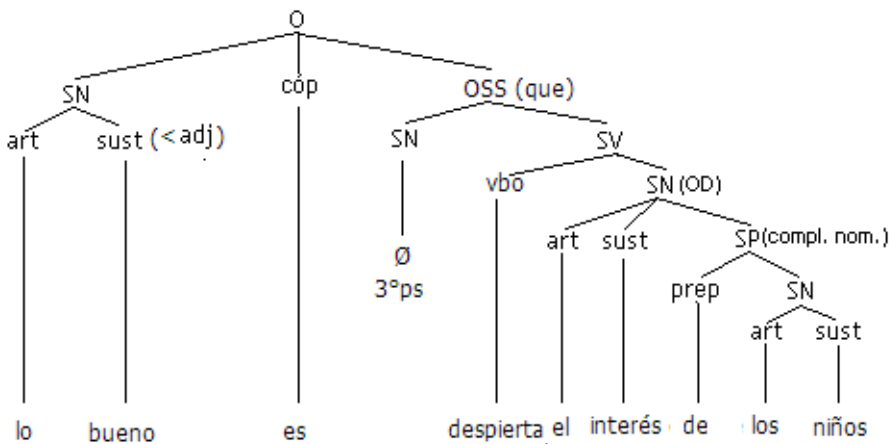 O
SN cóp OSS (que)
art sust (<adj) SN SV
vbo SN (OD)
Ø art sust SP(compl. nom.)
3°ps prep SN
art sust
lo bueno es despierta el interés de los niños